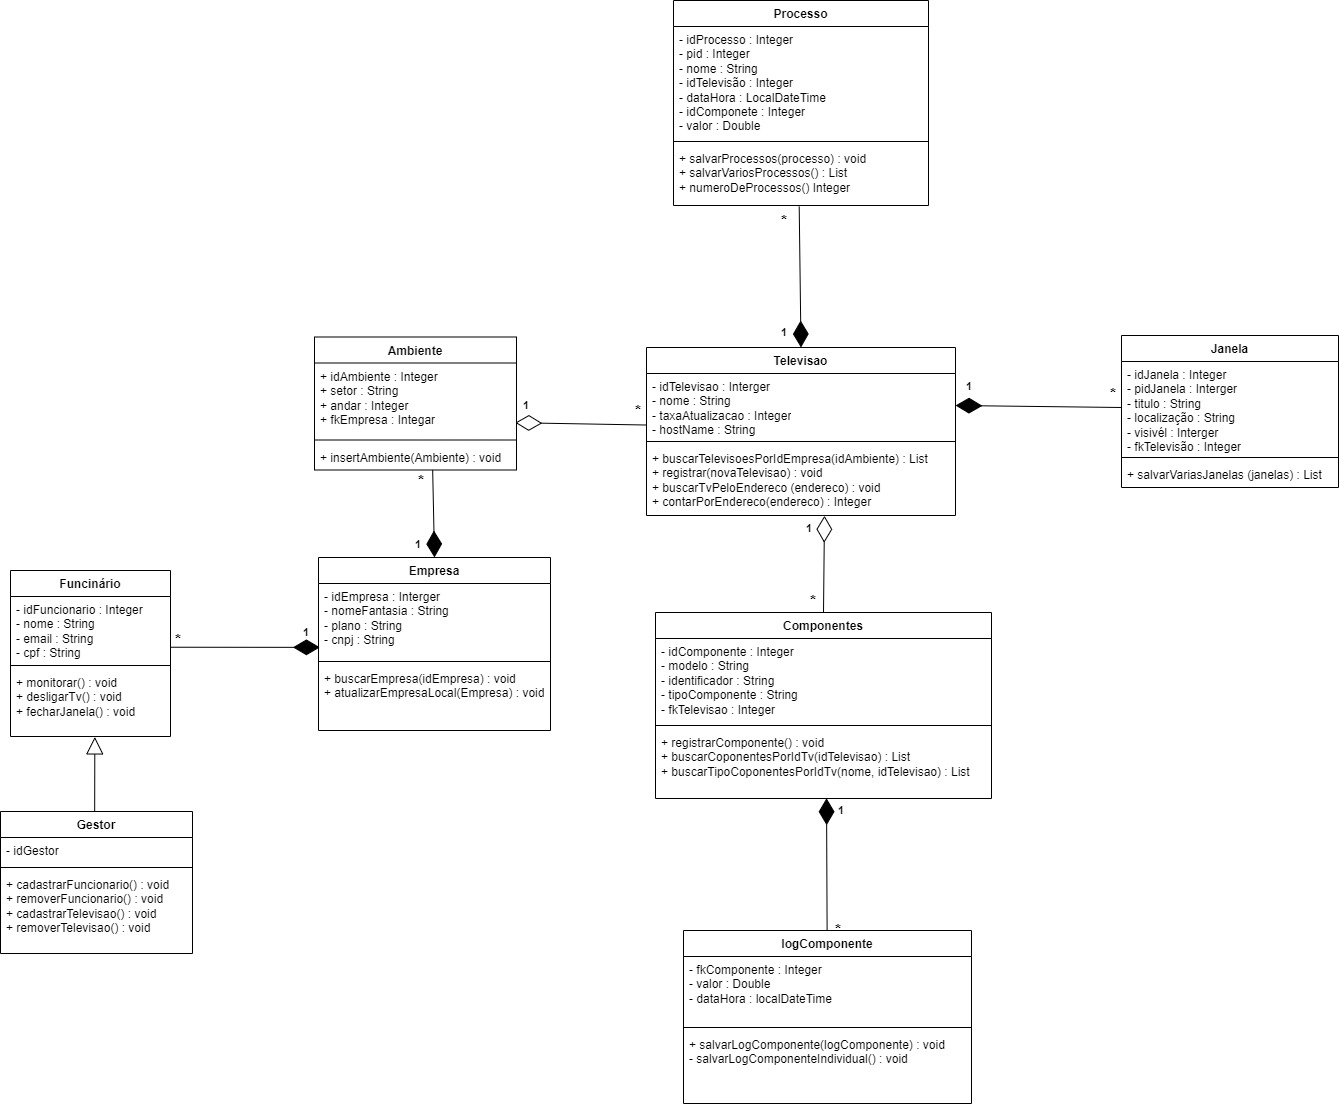 Processo
- idProcesso : Integer
- pid : Integer
- nome : String
- idTelevisão : Integer
- dataHora : LocalDateTime
- idComponete : Integer
- valor : Double
+ salvarProcessos(processo) : void
+ salvarVariosProcessos() : List
+ numeroDeProcessos() Integer
*
1
Ambiente
+ idAmbiente : Integer
+ setor : String
+ andar : Integer
+ fkEmpresa : Integar
+ insertAmbiente(Ambiente) : void
1
*
Televisao
- idTelevisao : Interger
- nome : String
- taxaAtualizacao : Integer
- hostName : String
+ buscarTelevisoesPorIdEmpresa(idAmbiente) : List
+ registrar(novaTelevisao) : void
+ buscarTvPeloEndereco (endereco) : void
+ contarPorEndereco(endereco) : Integer
1
*
Janela
- idJanela : Integer
- pidJanela : Interger
- titulo : String
- localização : String
- visivêl : Interger
- fkTelevisão : Integer
+ salvarVariasJanelas (janelas) : List
*
1
1
*
Funcinário
- idFuncionario : Integer
- nome : String
- email : String
- cpf : String
+ monitorar() : void
+ desligarTv() : void
+ fecharJanela() : void
*
1
Empresa
- idEmpresa : Interger
- nomeFantasia : String
- plano : String
- cnpj : String
+ buscarEmpresa(idEmpresa) : void
+ atualizarEmpresaLocal(Empresa) : void
Componentes
- idComponente : Integer
- modelo : String
- identificador : String
- tipoComponente : String
- fkTelevisao : Integer
+ registrarComponente() : void
+ buscarCoponentesPorIdTv(idTelevisao) : List
+ buscarTipoCoponentesPorIdTv(nome, idTelevisao) : List
1
*
Gestor
- idGestor
+ cadastrarFuncionario() : void
+ removerFuncionario() : void
+ cadastrarTelevisao() : void
+ removerTelevisao() : void
logComponente
- fkComponente : Integer
- valor : Double
- dataHora : localDateTime
+ salvarLogComponente(logComponente) : void
- salvarLogComponenteIndividual() : void